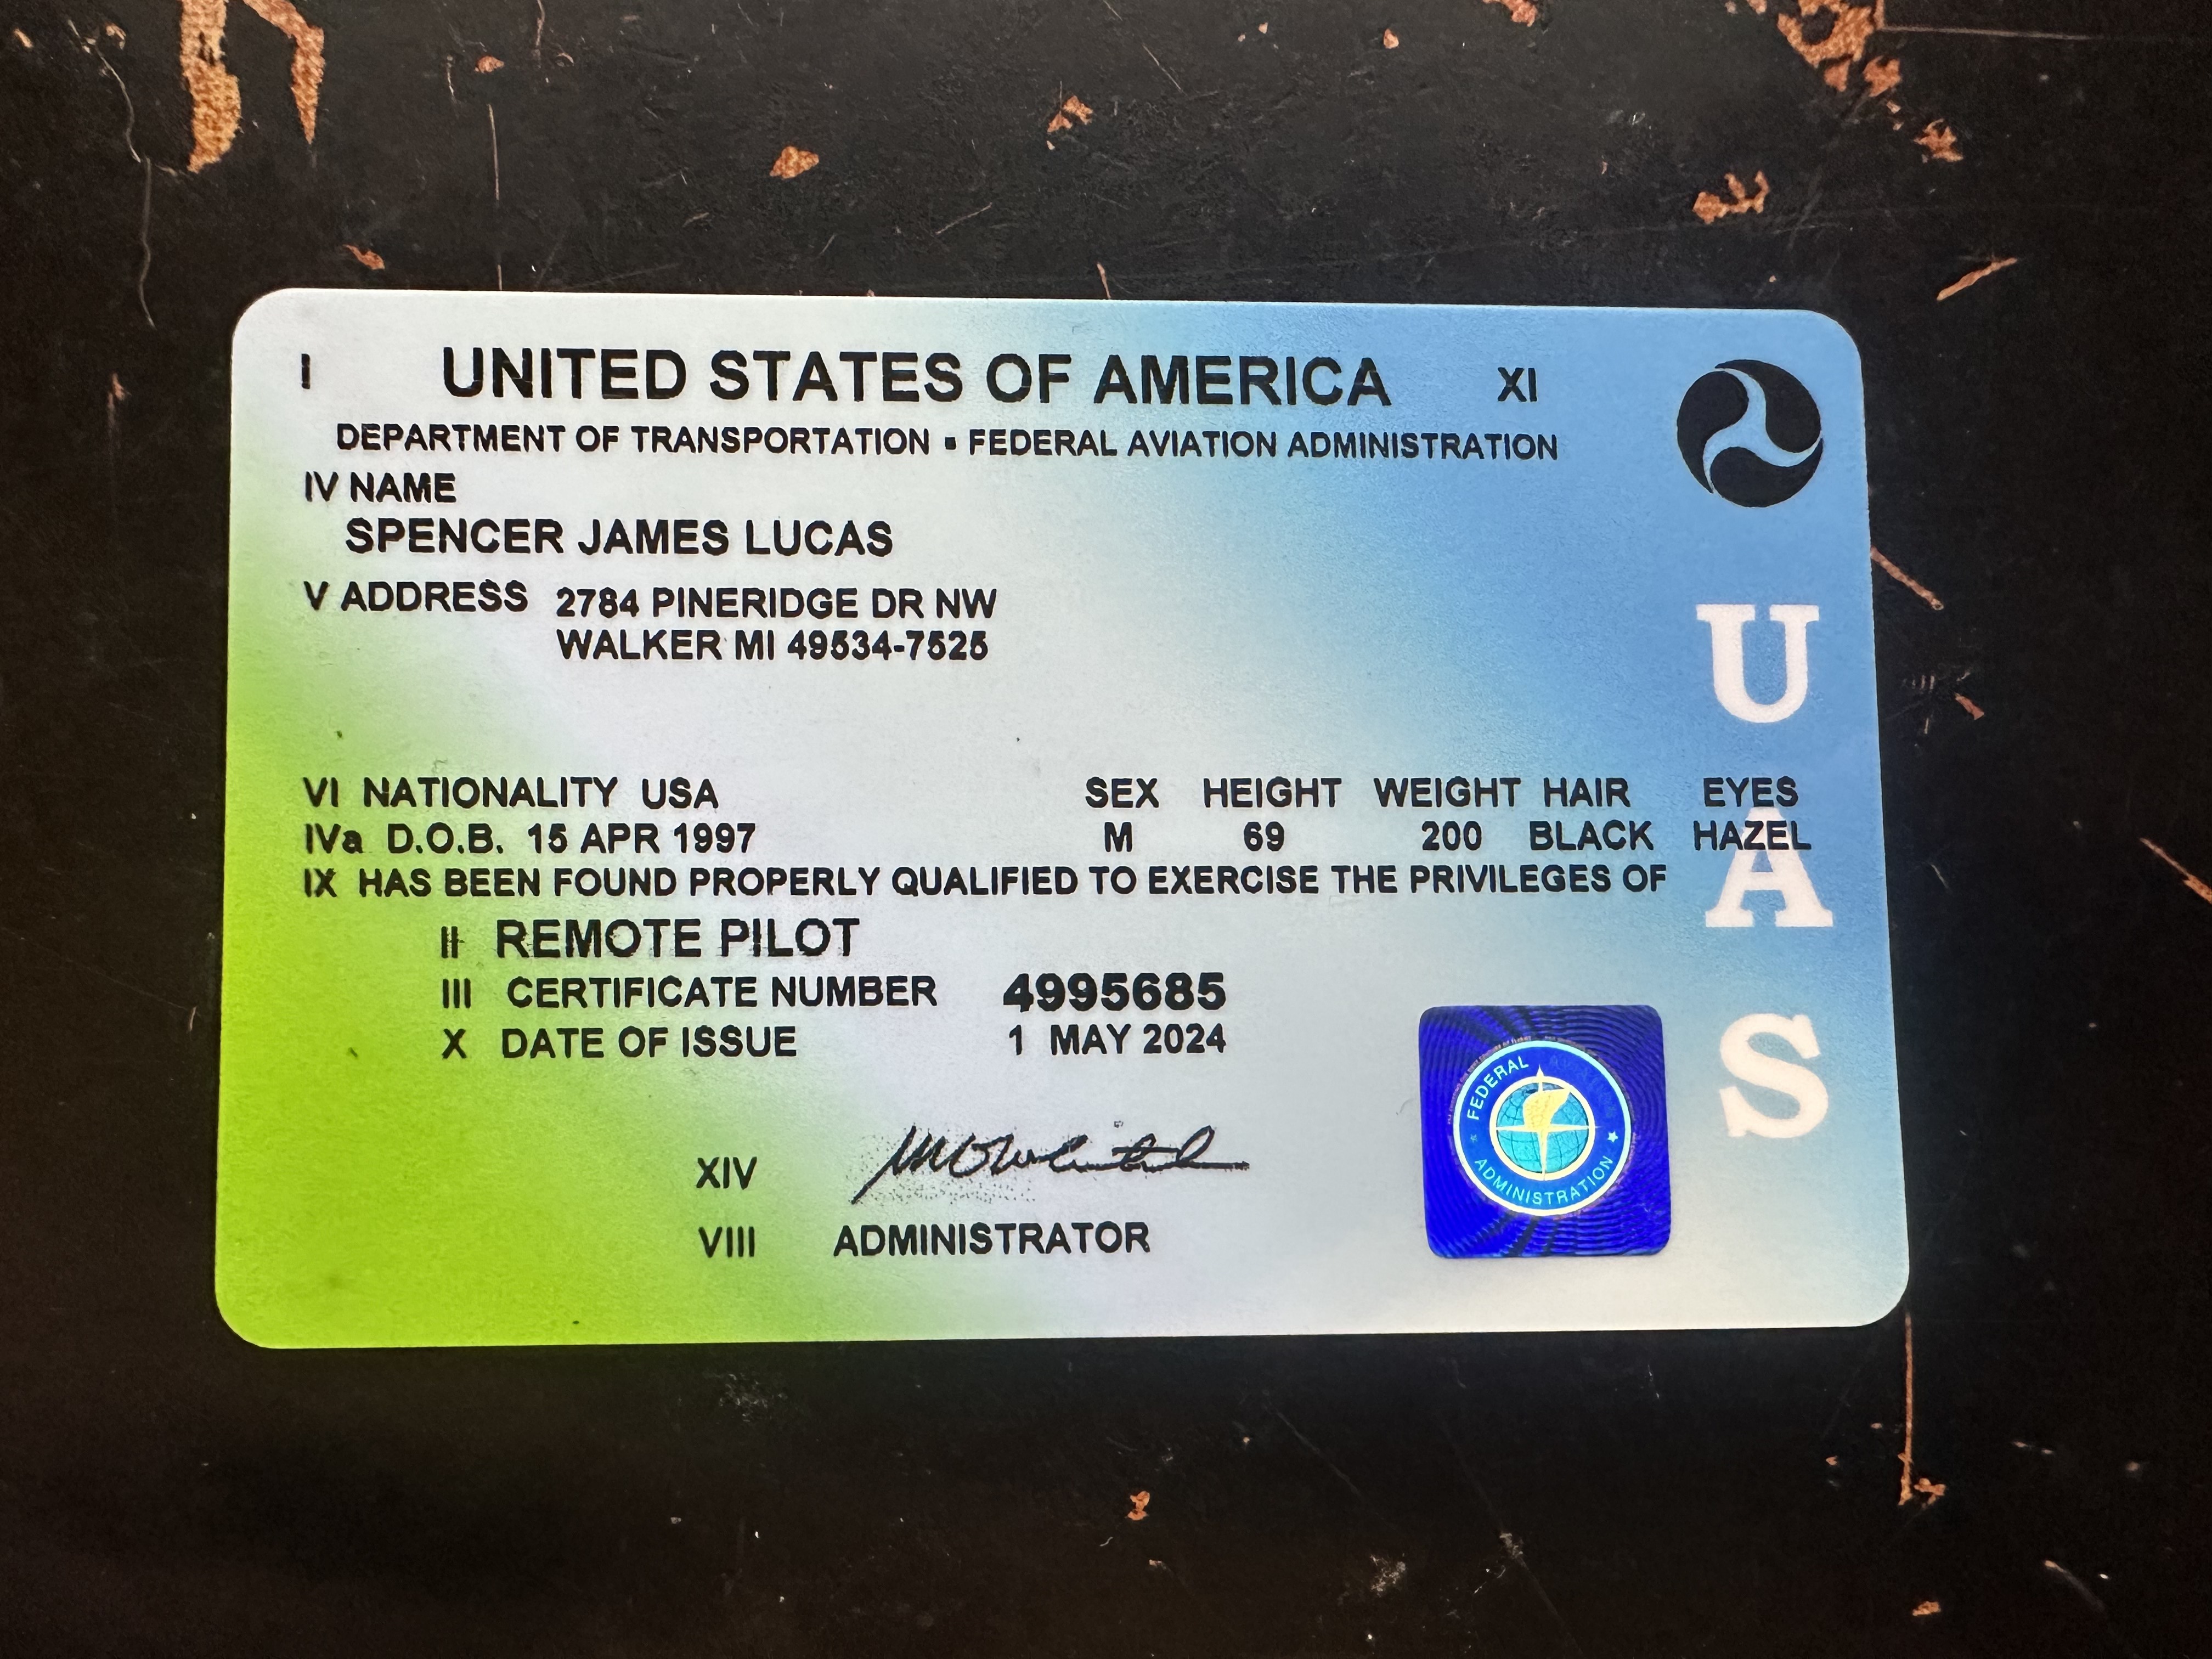 I UNITED STATES OF AMERICA XI
DEPARTMENT OF TRANSPORTATION ▪ FEDERAL AVIATION ADMINISTRATION
IV NAME
SPENCER JAMES LUCAS
V ADDRESS 2784 PINERIDGE DR NW
WALKER MI 49534-7525
VI NATIONALITY USA SEX HEIGHT WEIGHT HAIR EYES
IVa D.O.B. 15 APR 1997 M 69 200 BLACK HAZEL
IX HAS BEEN FOUND PROPERLY QUALIFIED TO EXERCISE THE PRIVILEGES OF
II REMOTE PILOT
III CERTIFICATE NUMBER 4995685
X DATE OF ISSUE 1 MAY 2024
XIV
VIII ADMINISTRATOR
UAS
FEDERAL AVIATION
ADMINISTRATION